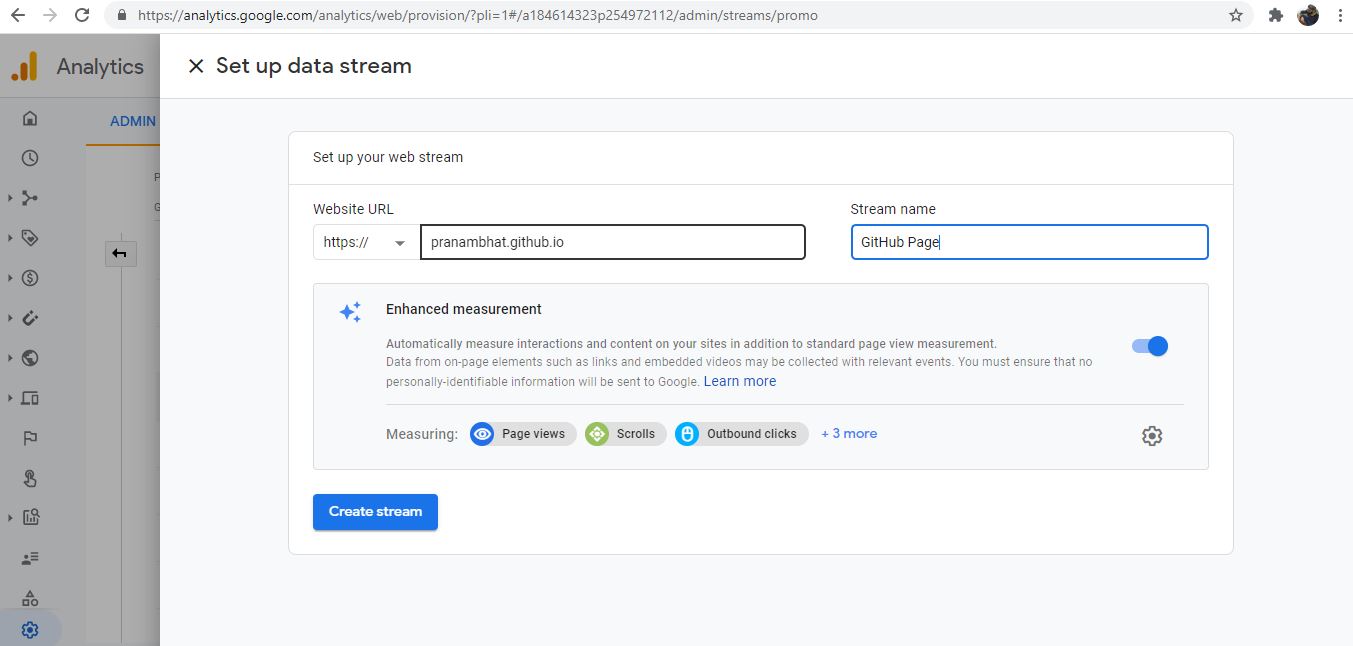 https://analytics.google.com/analytics/web/provision/?pli=1#/a184614323p254972112/admin/streams/promo
Analytics
Set up data stream
ADMIN
Set up your web stream
P
G
Website URL
Stream name
https://
pranambhat.github.io
GitHub Page
Enhanced measurement
Automatically measure interactions and content on your sites in addition to standard page view measurement.
Data from on-page elements such as links and embedded videos may be collected with relevant events. You must ensure that no
personally-identifiable information will be sent to Google. Learn more
Measuring: Page views Scrolls Outbound clicks + 3 more
Create stream